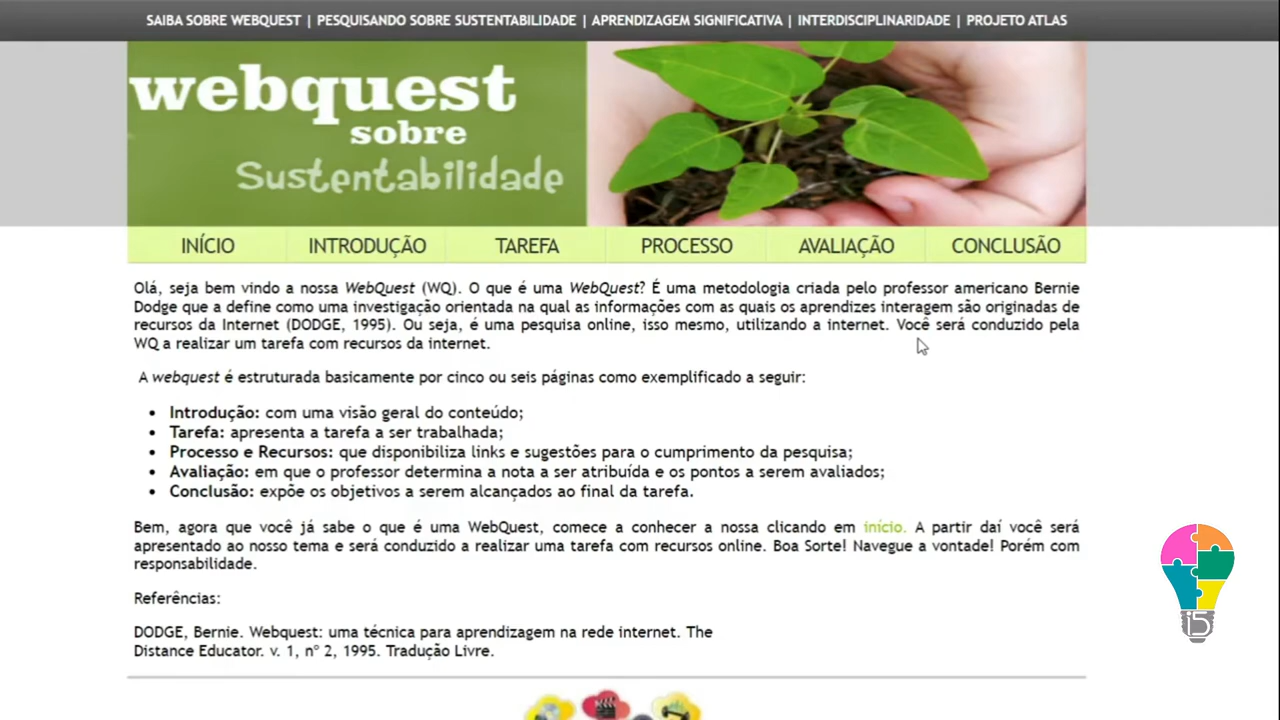 SAIBA SOBRE WEBQUEST | PESQUISANDO SOBRE SUSTENTABILIDADE | APRENDIZAGEM SIGNIFICATIVA | INTERDISCIPLINARIDADE | PROJETO ATLAS
webquest
sobre
Sustentabilidade
INÍCIO INTRODUÇÃO TAREFA PROCESSO AVALIAÇÃO CONCLUSÃO
Olá, seja bem vindo a nossa WebQuest (WQ). O que é uma WebQuest? É uma metodologia criada pelo professor americano Bernie
Dodge que a define como uma investigação orientada na qual as informações com as quais os aprendizes interagem são originadas de
recursos da Internet (DODGE, 1995). Ou seja, é uma pesquisa online, isso mesmo, utilizando a internet. Você será conduzido pela
WQ a realizar um tarefa com recursos da internet.
A webquest é estruturada basicamente por cinco ou seis páginas como exemplificado a seguir:
• Introdução: com uma visão geral do conteúdo;
• Tarefa: apresenta a tarefa a ser trabalhada;
• Processo e Recursos: que disponibiliza links e sugestões para o cumprimento da pesquisa;
• Avaliação: em que o professor determina a nota a ser atribuída e os pontos a serem avaliados;
• Conclusão: expõe os objetivos a serem alcançados ao final da tarefa.
Bem, agora que você já sabe o que é uma WebQuest, comece a conhecer a nossa clicando em início. A partir daí você será
apresentado ao nosso tema e será conduzido a realizar uma tarefa com recursos online. Boa Sorte! Navegue a vontade! Porém com
responsabilidade.
Referências:
DODGE, Bernie. Webquest: uma técnica para aprendizagem na rede internet. The
Distance Educator. v. 1, nº 2, 1995. Tradução Livre.
i5